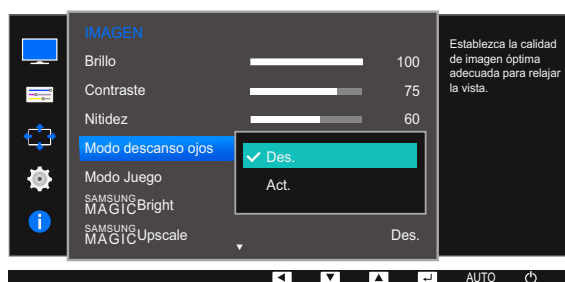 IMAGEN
Brillo 100
Contraste 75
Nitidez 60
Modo descanso ojos Des.
Act.
Modo Juego
SAMSUNG
MAGICBright
SAMSUNG
MAGICUpscale Des.
Establezca la calidad
de imagen óptima
adecuada para relajar
la vista.
AUTO